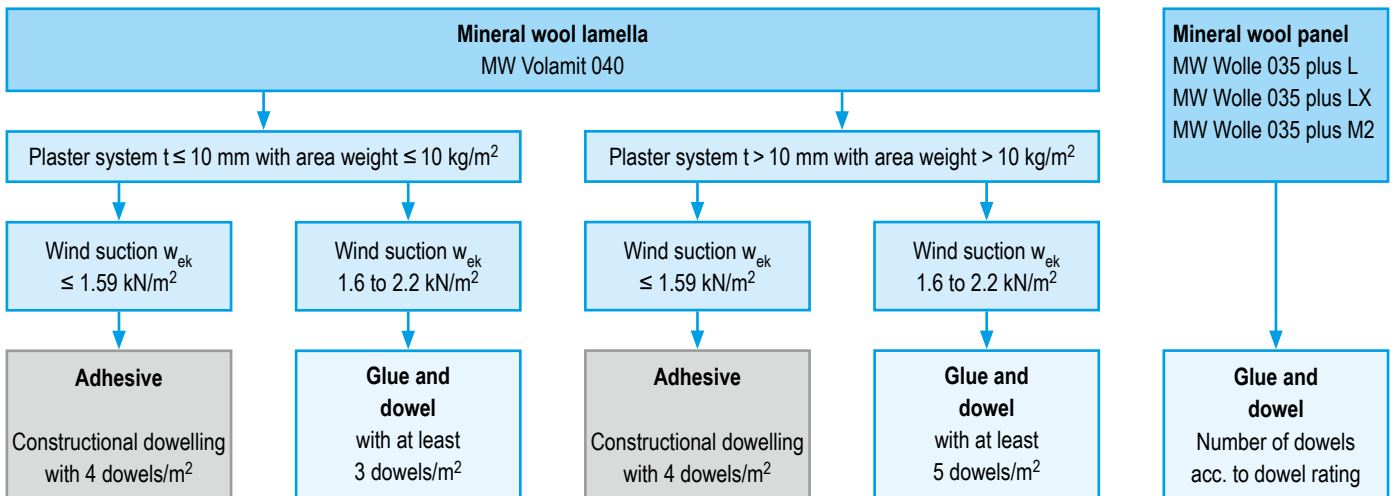 Mineral wool lamella
MW Volamit 040
Mineral wool panel
MW Wolle 035 plus L
MW Wolle 035 plus LX
MW Wolle 035 plus M2
Plaster system t ≤ 10 mm with area weight ≤ 10 kg/m²
Plaster system t > 10 mm with area weight > 10 kg/m²
Wind suction wₑₖ
≤ 1.59 kN/m²
Wind suction wₑₖ
1.6 to 2.2 kN/m²
Wind suction wₑₖ
≤ 1.59 kN/m²
Wind suction wₑₖ
1.6 to 2.2 kN/m²
Adhesive
Constructional dowelling
with 4 dowels/m²
Glue and
dowel
with at least
3 dowels/m²
Adhesive
Constructional dowelling
with 4 dowels/m²
Glue and
dowel
with at least
5 dowels/m²
Glue and
dowel
Number of dowels
acc. to dowel rating